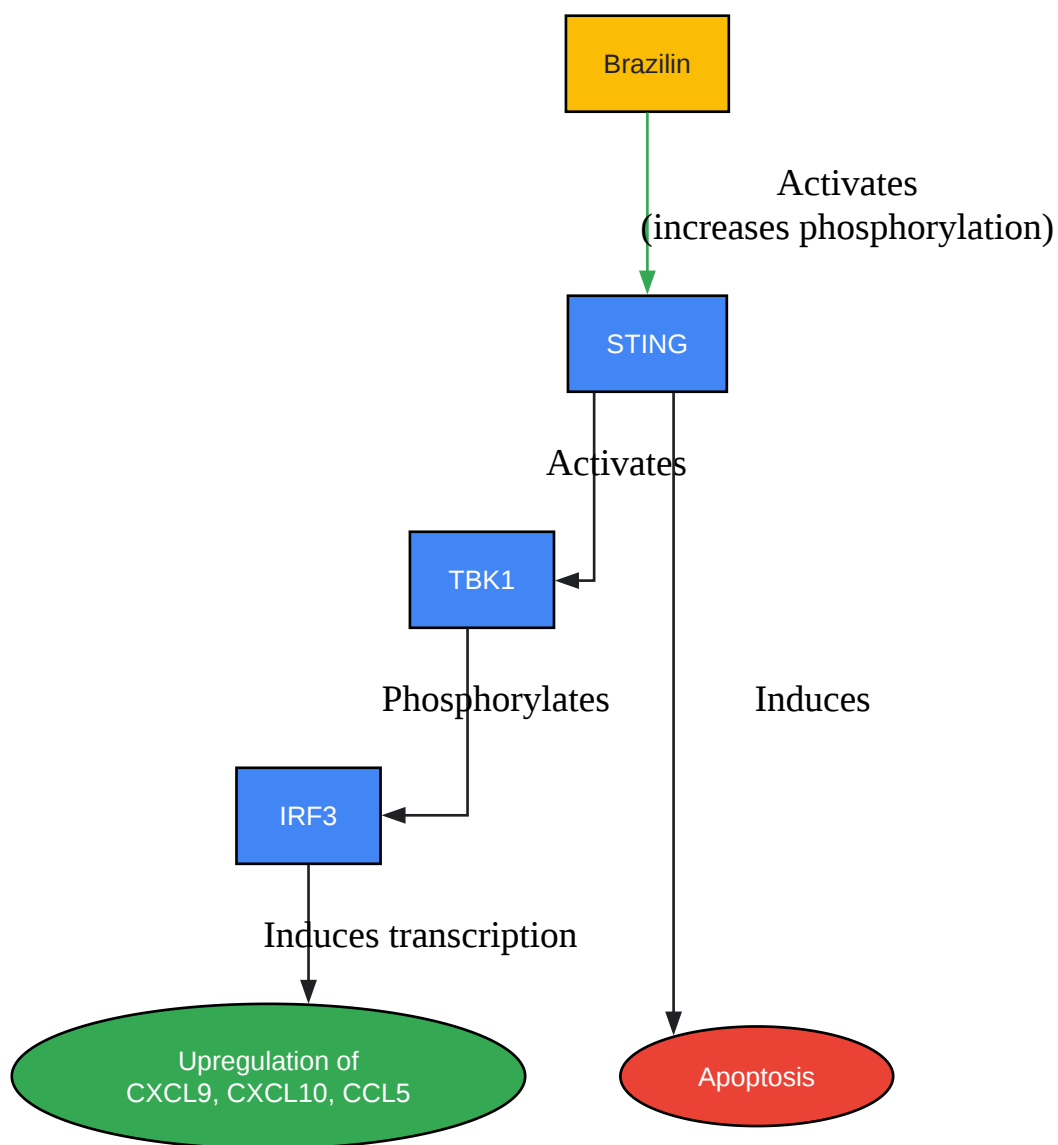 Brazilin
Activates
(increases phosphorylation)
STING
Activates
TBK1
Phosphorylates
Induces
IRF3
Induces transcription
Upregulation of
CXCL9, CXCL10, CCL5
Apoptosis